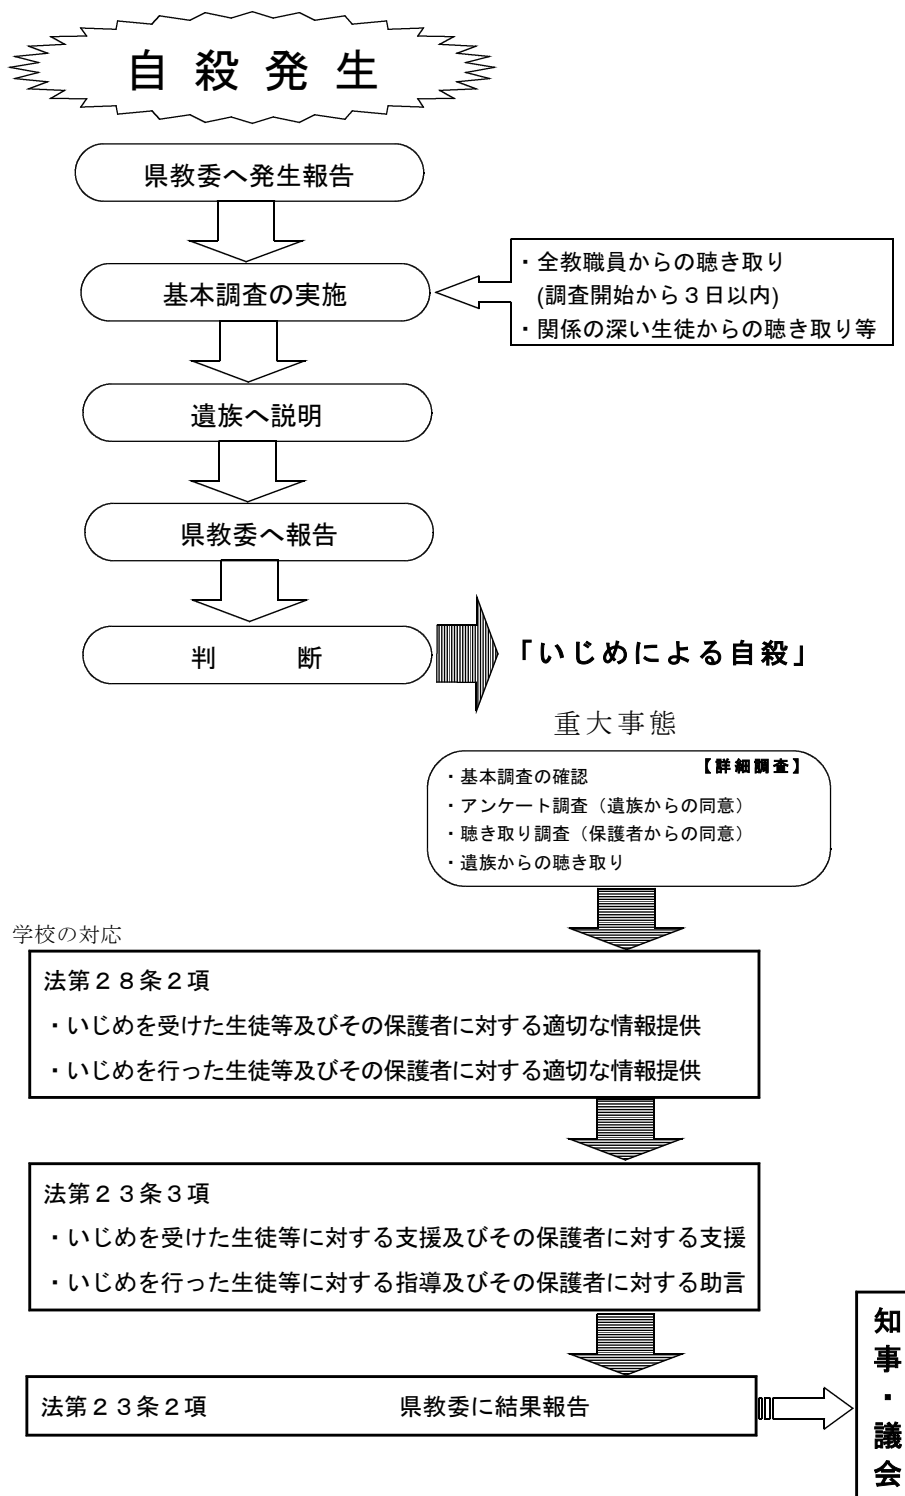 自殺発生
県教委へ発生報告
基本調査の実施
・全教職員からの聴き取り
(調査開始から３日以内)
・関係の深い生徒からの聴き取り等
遺族へ説明
県教委へ報告
判　　断
「いじめによる自殺」
重大事態
【詳細調査】
・基本調査の確認
・アンケート調査（遺族からの同意）
・聴き取り調査（保護者からの同意）
・遺族からの聴き取り
学校の対応
法第２８条２項
・いじめを受けた生徒等及びその保護者に対する適切な情報提供
・いじめを行った生徒等及びその保護者に対する適切な情報提供
法第２３条３項
・いじめを受けた生徒等に対する支援及びその保護者に対する支援
・いじめを行った生徒等に対する指導及びその保護者に対する助言
法第２３条２項　　　　県教委に結果報告
知事・議会